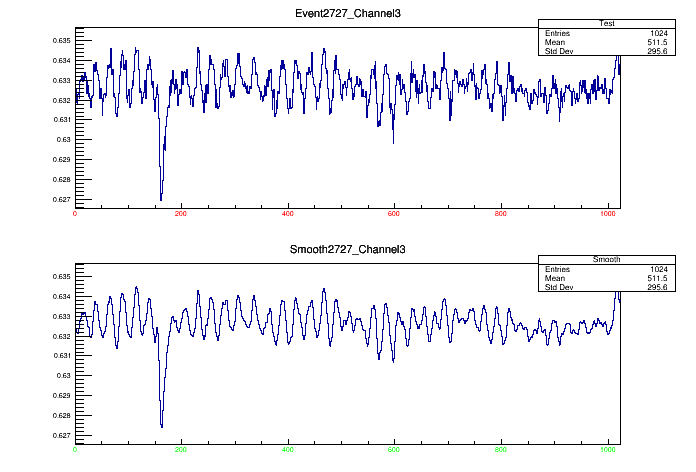 Event2727_Channel3
Test
Entries 1024
Mean 511.5
Std Dev 295.6
0.635
0.634
0.633
0.632
0.631
0.63
0.629
0.628
0.627
0 200 400 600 800 1000
Smooth2727_Channel3
Smooth
Entries 1024
Mean 511.5
Std Dev 295.6
0.635
0.634
0.633
0.632
0.631
0.63
0.629
0.628
0.627
0 200 400 600 800 1000